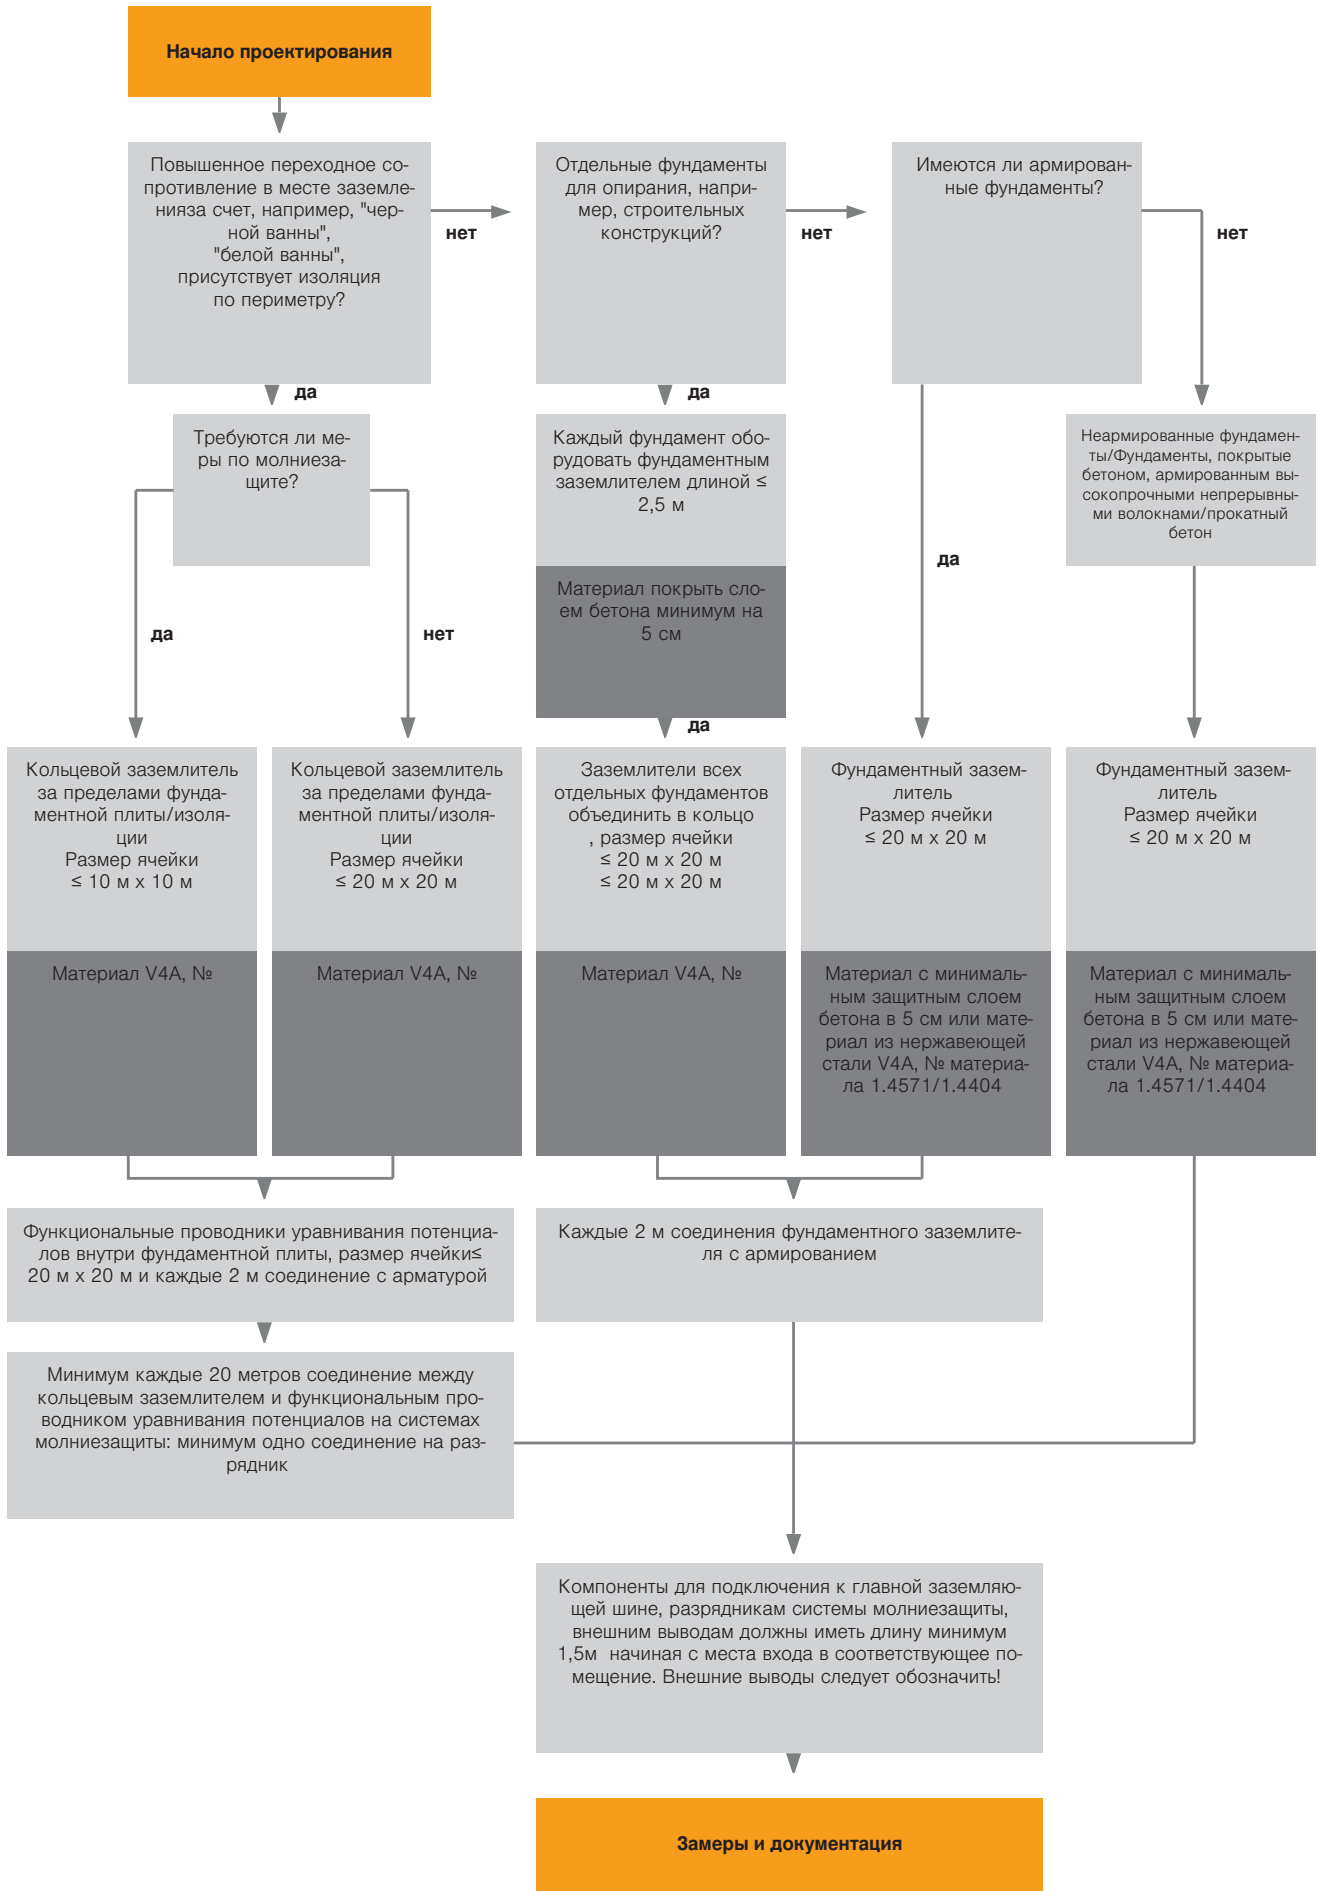 Начало проектирования
Повышенное переходное со-
противление в месте заземле-
нияза счет, например, "чер-
ной ванны",
"белой ванны",
присутствует изоляция
по периметру?
нет
Отдельные фундаменты
для опирания, напри-
мер, строительных
конструкций?
нет
Имеются ли армирован-
ные фундаменты?
нет
да
да
Требуются ли ме-
ры по молниеза-
щите?
Каждый фундамент обо-
рудовать фундаментным
заземлителем длиной ≤
2,5 м
Неармированные фундамен-
ты/Фундаменты, покрытые
бетоном, армированным вы-
сокопрочными непрерывны-
ми волокнами/прокатный
бетон
да
Материал покрыть сло-
ем бетона минимум на
5 см
да
нет
да
Кольцевой заземлитель
за пределами фунда-
ментной плиты/изоля-
ции
Размер ячейки
≤ 10 м x 10 м
Кольцевой заземлитель
за пределами фунда-
ментной плиты/изоля-
ции
Размер ячейки
≤ 20 м x 20 м
Заземлители всех
отдельных фундаментов
объединить в кольцо
, размер ячейки
≤ 20 м x 20 м
≤ 20 м x 20 м
Фундаментный зазем-
литель
Размер ячейки
≤ 20 м x 20 м
Фундаментный зазем-
литель
Размер ячейки
≤ 20 м x 20 м
Материал V4A, №
Материал V4A, №
Материал V4A, №
Материал с минималь-
ным защитным слоем
бетона в 5 см или мате-
риал из нержавеющей
стали V4A, № материа-
ла 1.4571/1.4404
Материал с минималь-
ным защитным слоем
бетона в 5 см или мате-
риал из нержавеющей
стали V4A, № материа-
ла 1.4571/1.4404
Функциональные проводники уравнивания потенциа-
лов внутри фундаментной плиты, размер ячейки≤
20 м x 20 м и каждые 2 м соединение с арматурой
Каждые 2 м соединения фундаментного заземлите-
ля с армированием
Минимум каждые 20 метров соединение между
кольцевым заземлителем и функциональным про-
водником уравнивания потенциалов на системах
молниезащиты: минимум одно соединение на раз-
рядник
Компоненты для подключения к главной заземляю-
щей шине, разрядникам системы молниезащиты,
внешним выводам должны иметь длину минимум
1,5м начиная с места входа в соответствующее по-
мещение. Внешние выводы следует обозначить!
Замеры и документация